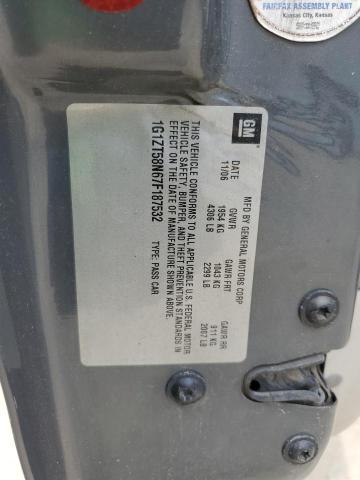 FAIRFAX ASSEMBLY PLANT
Kansas City, Kansas
GM
MFD BY GENERAL MOTORS CORP
DATE GVWR GAWR FRT GAWR RR
11/06 1954 KG 1043 KG 911 KG
4306 LB 2299 LB 2007 LB
THIS VEHICLE CONFORMS TO ALL APPLICABLE U.S. FEDERAL MOTOR
VEHICLE SAFETY, BUMPER, AND THEFT PREVENTION STANDARDS IN
EFFECT ON THE DATE OF MANUFACTURE SHOWN ABOVE.
1G1ZT58N67F187532 TYPE: PASS CAR